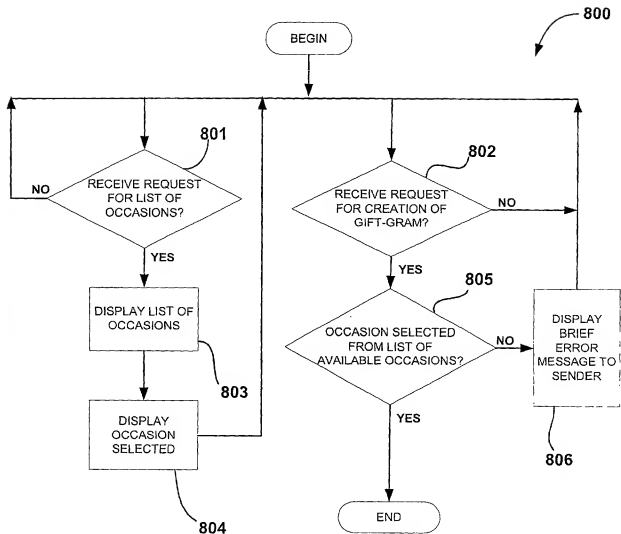 800
BEGIN
801
802
RECEIVE REQUEST
FOR LIST OF
OCCASIONS?
NO
YES
RECEIVE REQUEST
FOR CREATION OF
GIFT-GRAM?
NO
YES
DISPLAY LIST OF
OCCASIONS
803
805
OCCASION SELECTED
FROM LIST OF
AVAILABLE OCCASIONS?
NO
YES
DISPLAY
BRIEF
ERROR
MESSAGE TO
SENDER
806
DISPLAY
OCCASION
SELECTED
804
END